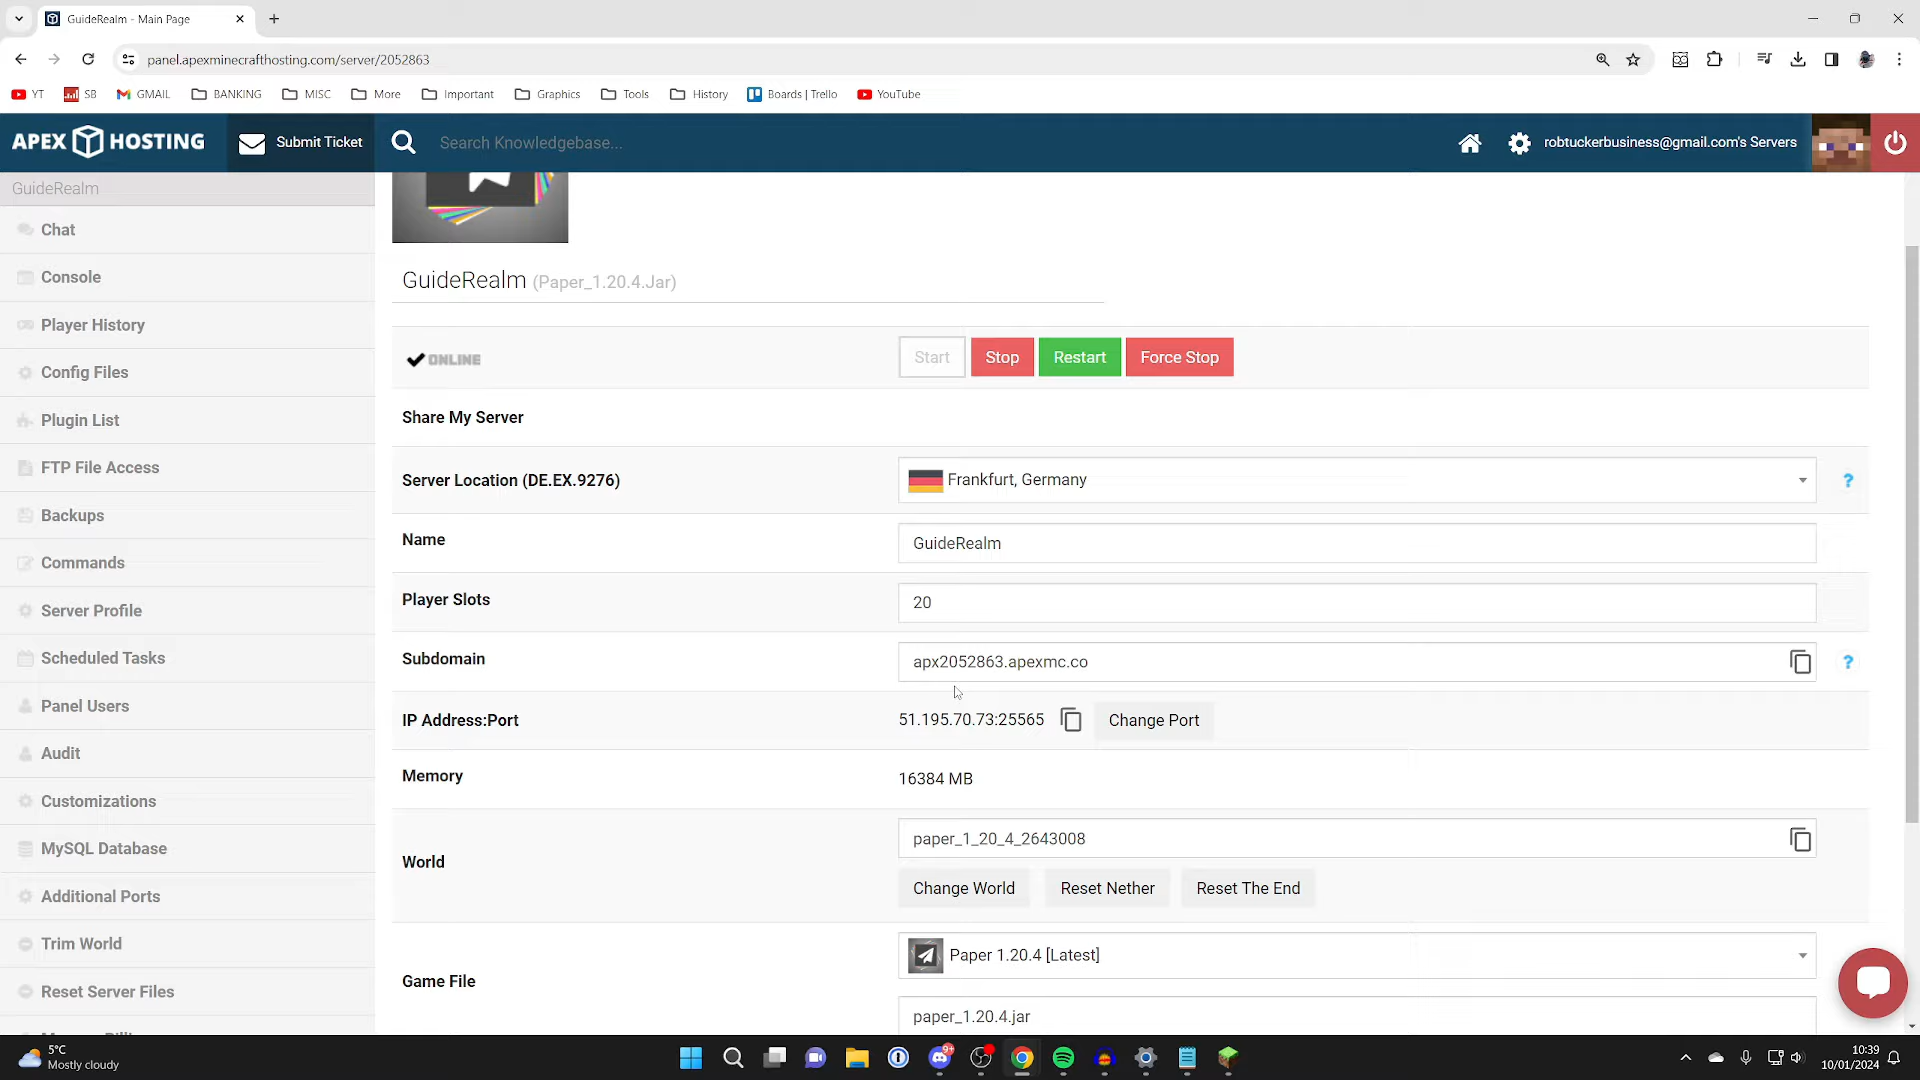 GuideRealm - Main Page
panel.apexminecrafthosting.com/server/2052863
YT
SB
GMAIL
BANKING
MISC
More
Important
Graphics
Tools
History
Boards | Trello
YouTube
APEX HOSTING
Submit Ticket
Search Knowledgebase...
robtuckerbusiness@gmail.com's Servers
GuideRealm
Chat
Console
Player History
Config Files
Plugin List
FTP File Access
Backups
Commands
Server Profile
Scheduled Tasks
Panel Users
Audit
Customizations
MySQL Database
Additional Ports
Trim World
Reset Server Files
GuideRealm (Paper_1.20.4.Jar)
ONLINE
Start
Stop
Restart
Force Stop
Share My Server
Server Location (DE.EX.9276)
Frankfurt, Germany
?
Name
GuideRealm
Player Slots
20
Subdomain
apx2052863.apexmc.co
?
IP Address:Port
51.195.70.73:25565
Change Port
Memory
16384 MB
World
paper_1_20_4_2643008
Change World
Reset Nether
Reset The End
Game File
Paper 1.20.4 [Latest]
paper_1.20.4.jar
5°C
Mostly cloudy
9+
10:39
10/01/2024